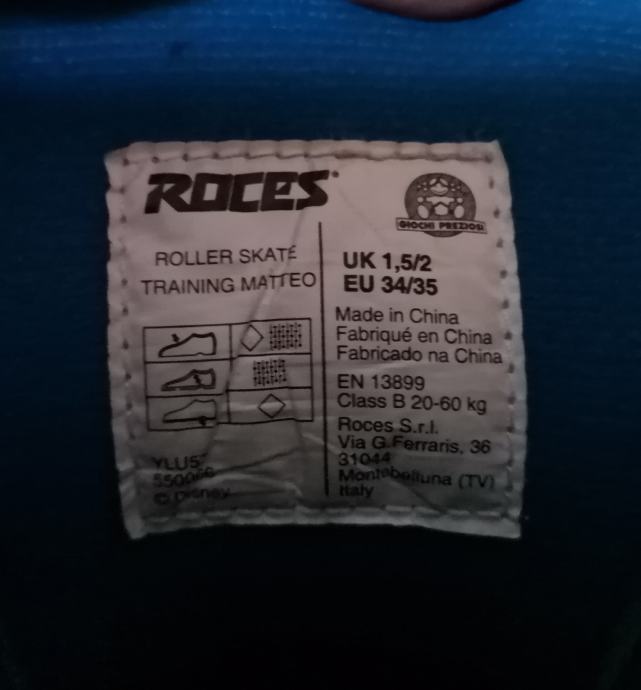 ROCES
GIOCHI PREZIOSI
ROLLER SKATE
TRAINING MATTEO
UK 1,5/2
EU 34/35
Made in China
Fabriqué en China
Fabricado na China
EN 13899
Class B 20-60 kg
Roces S.r.l.
Via G.Ferraris, 36
31044
Montebelluna (TV)
Italy
© Disney